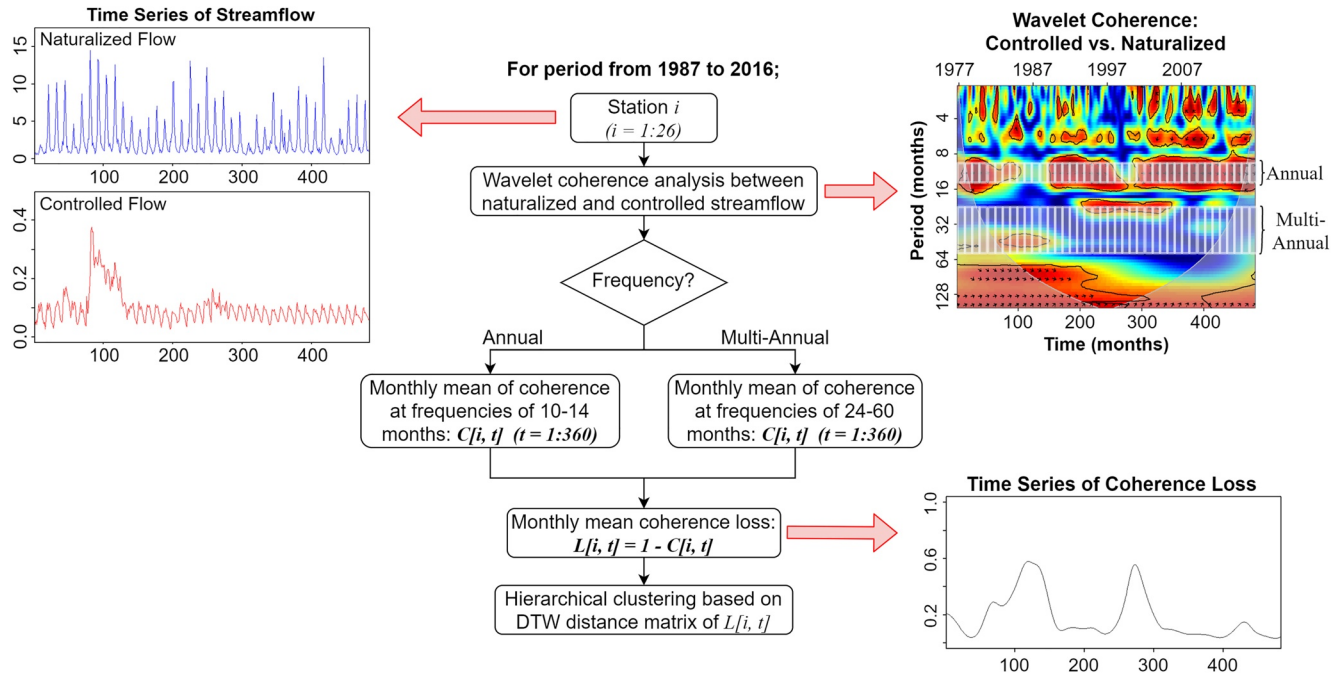 Time Series of Streamflow
Naturalized Flow
15
10
5
0
100 200 300 400
Controlled Flow
0.4
0.2
0.0
100 200 300 400
For period from 1987 to 2016;
Station i
(i = 1:26)
Wavelet coherence analysis between
naturalized and controlled streamflow
Frequency?
Annual
Multi-Annual
Monthly mean of coherence
at frequencies of 10-14
months: C[i, t] (t = 1:360)
Monthly mean of coherence
at frequencies of 24-60
months: C[i, t] (t = 1:360)
Monthly mean coherence loss:
L[i, t] = 1 - C[i, t]
Hierarchical clustering based on
DTW distance matrix of L[i, t]
Wavelet Coherence:
Controlled vs. Naturalized
1977 1987 1997 2007
Period (months)
4
8
16
32
64
128
Annual
Multi-
Annual
100 200 300 400
Time (months)
Time Series of Coherence Loss
1.0
0.6
0.2
100 200 300 400